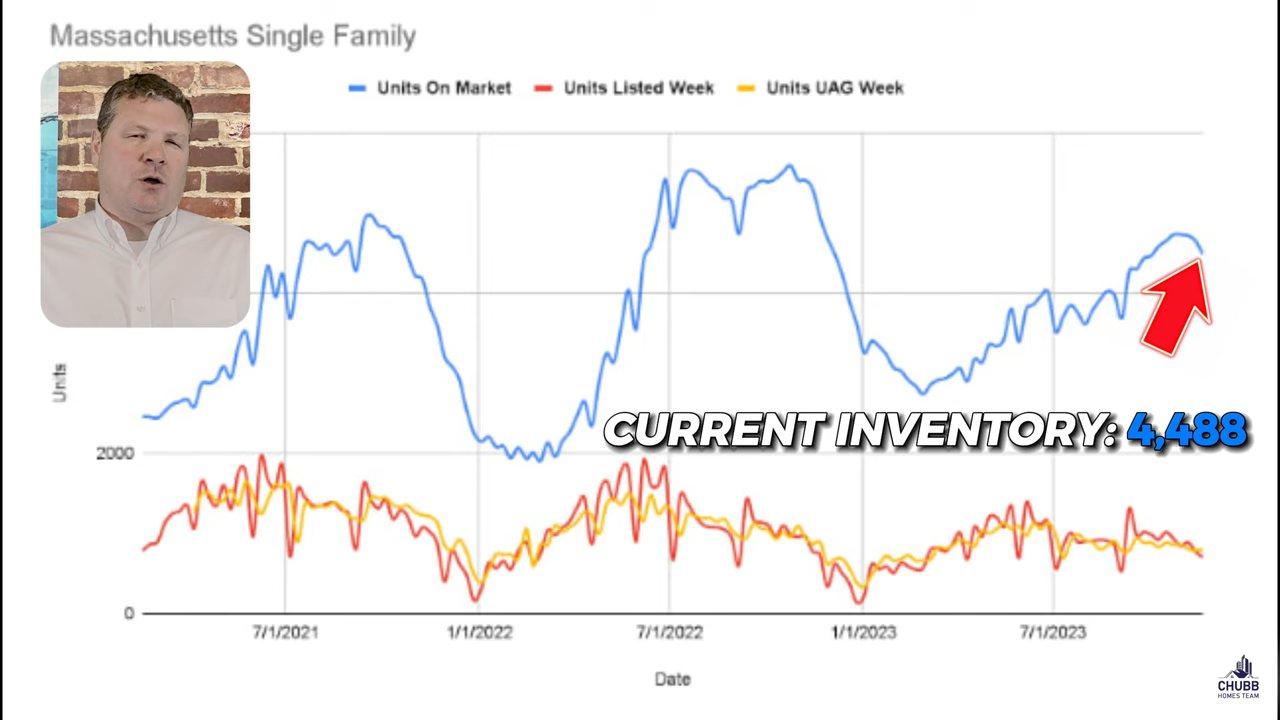 Massachusetts Single Family
Units On Market Units Listed Week Units UAG Week
Units
CURRENT INVENTORY: 4,488
2000
0
7/1/2021 1/1/2022 7/1/2022 1/1/2023 7/1/2023
Date
CHUBB
HOMES TEAM